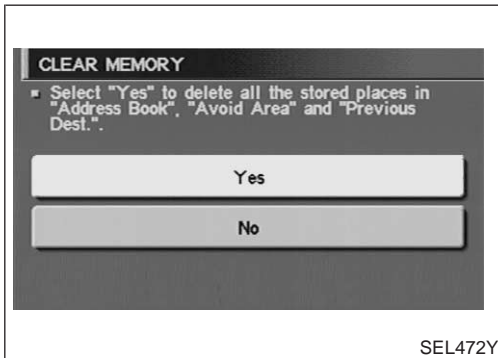 CLEAR MEMORY
▪ Select "Yes" to delete all the stored places in
"Address Book", "Avoid Area" and "Previous
Dest.".
Yes
No
SEL472Y